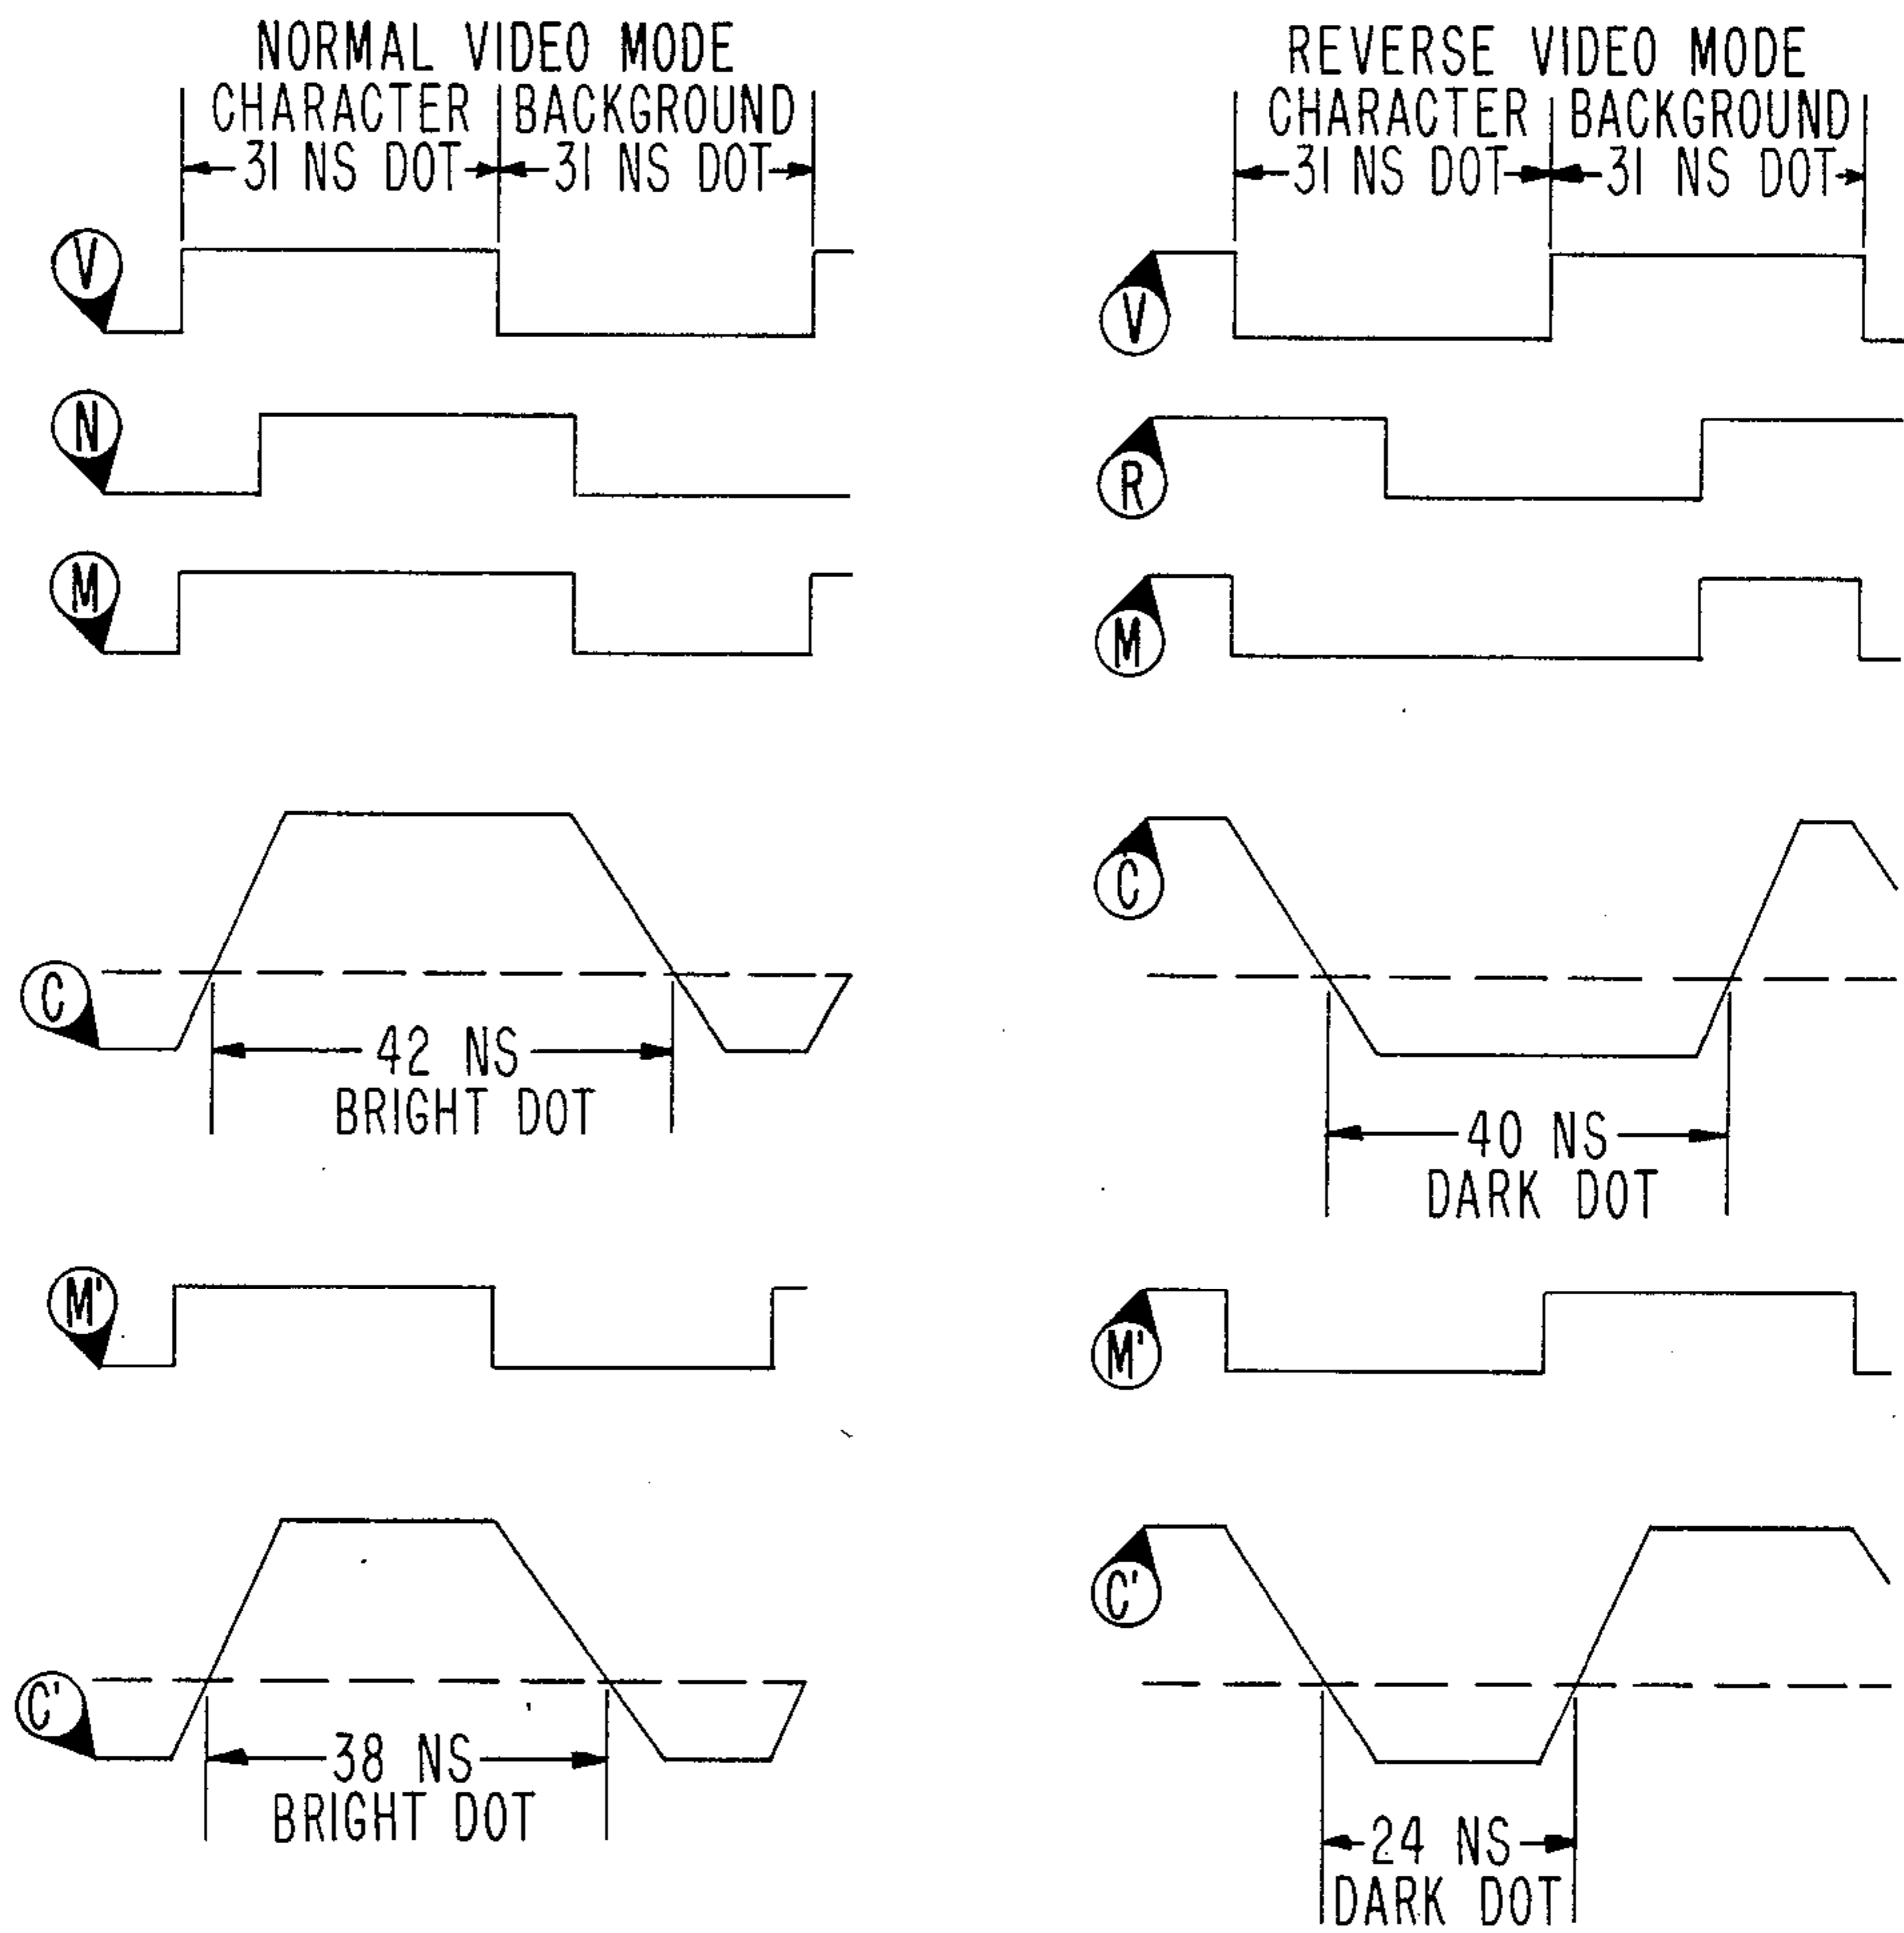 NORMAL VIDEO MODE
CHARACTER BACKGROUND
31 NS DOT 31 NS DOT
V
N
M
C
42 NS
BRIGHT DOT
M'
C'
38 NS
BRIGHT DOT
REVERSE VIDEO MODE
CHARACTER BACKGROUND
31 NS DOT 31 NS DOT
V
R
M
C
40 NS
DARK DOT
M'
C'
24 NS
DARK DOT